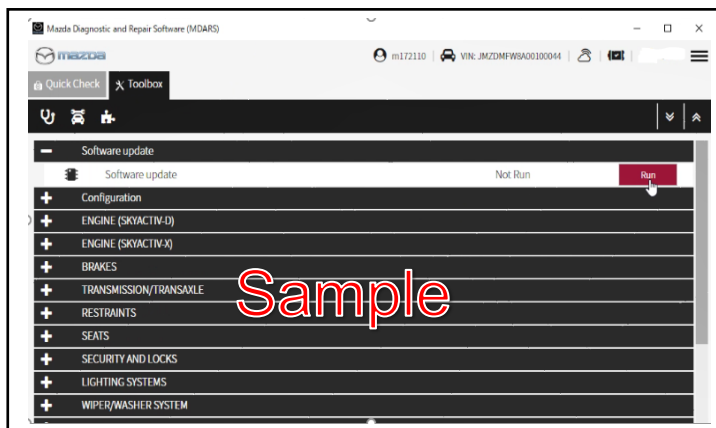 Mazda Diagnostic and Repair Software (MDARS)
mazda m172110 VIN: JMZDMFW8A00100044
Quick Check Toolbox
Software update
Software update Not Run Run
Configuration
ENGINE (SKYACTIV-D)
ENGINE (SKYACTIV-X)
BRAKES
TRANSMISSION/TRANSAXLE
RESTRAINTS
SEATS
SECURITY AND LOCKS
LIGHTING SYSTEMS
WIPER/WASHER SYSTEM
Sample